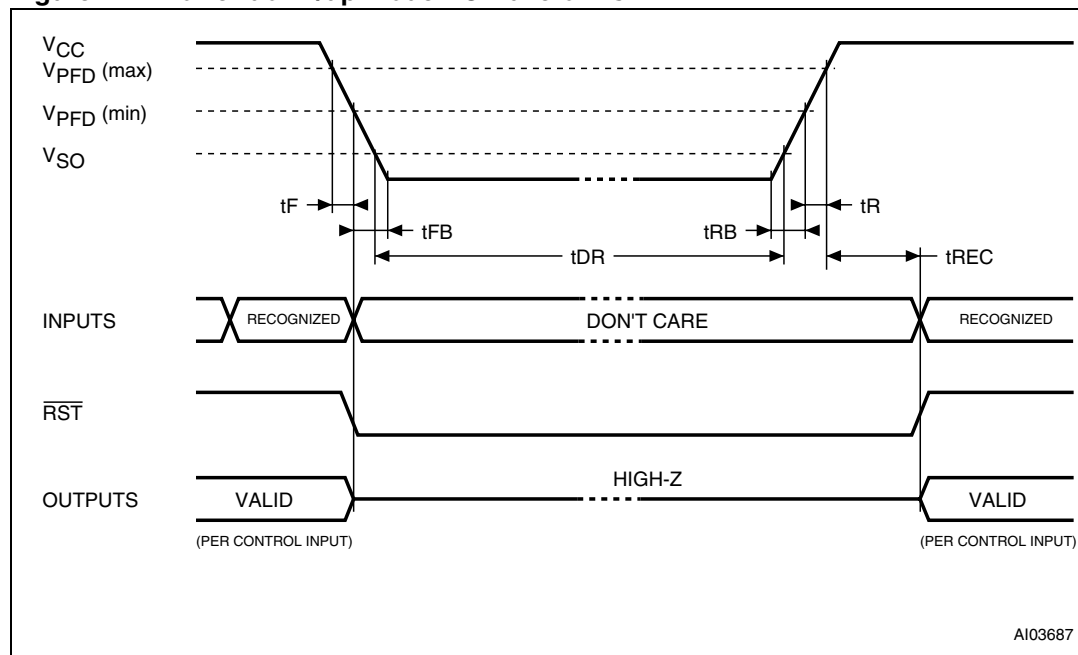 VCC
VPFD (max)
VPFD (min)
VSO
tF
tFB
tDR
tRB
tR
tREC
INPUTS
RECOGNIZED
DON'T CARE
RECOGNIZED
RST
HIGH-Z
OUTPUTS
VALID
VALID
(PER CONTROL INPUT)
(PER CONTROL INPUT)
AI03687